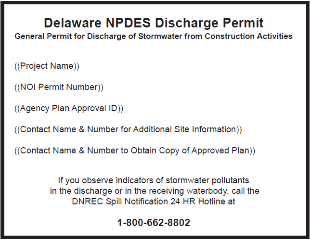 Delaware NPDES Discharge Permit
General Permit for Discharge of Stormwater from Construction Activities
((Project Name))
((NOI Permit Number))
((Agency Plan Approval ID))
((Contact Name & Number for Additional Site Information))
((Contact Name & Number to Obtain Copy of Approved Plan))
If you observe indicators of stormwater pollutants
in the discharge or in the receiving waterbody, call the
DNREC Spill Notification 24 HR Hotline at
1-800-662-8802